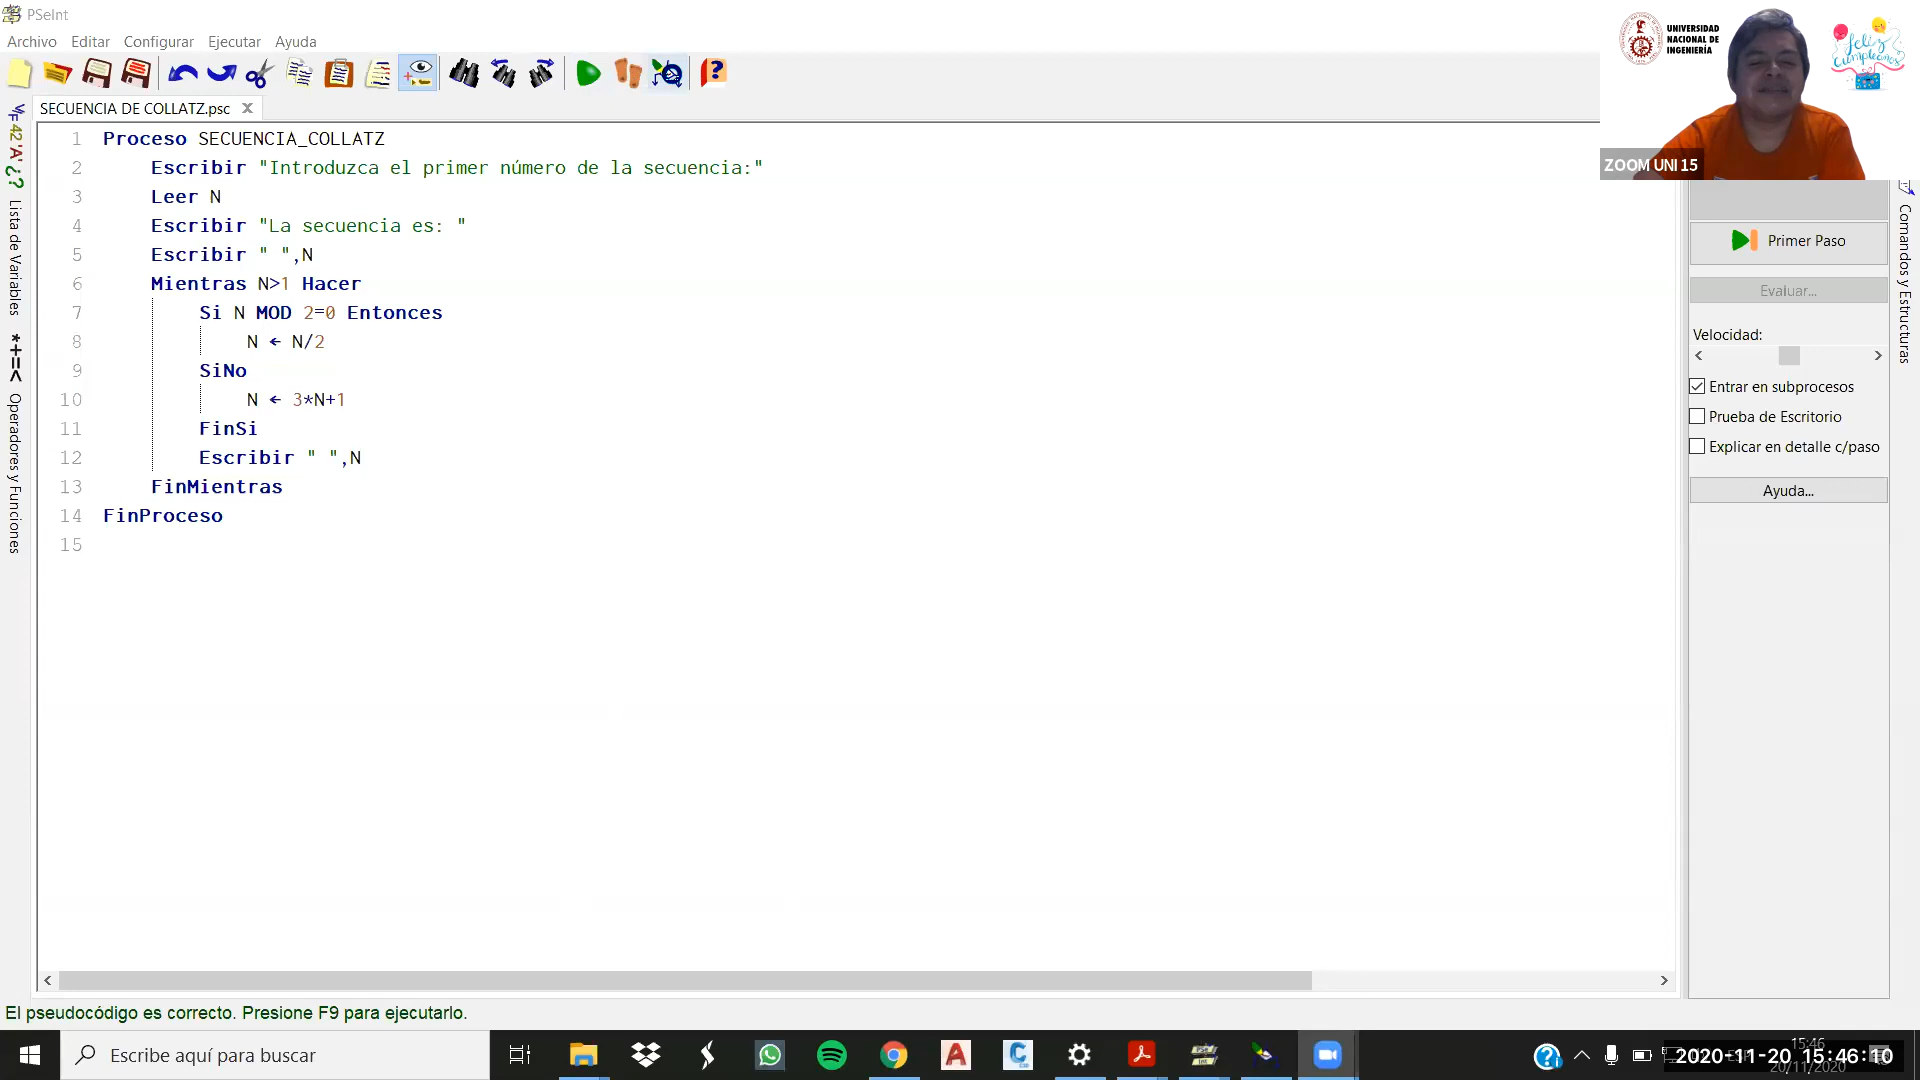 PSeInt
Archivo Editar Configurar Ejecutar Ayuda
SECUENCIA DE COLLATZ.psc
1 Proceso SECUENCIA_COLLATZ
2 Escribir "Introduzca el primer número de la secuencia:"
3 Leer N
4 Escribir "La secuencia es: "
5 Escribir " ",N
6 Mientras N>1 Hacer
7 Si N MOD 2=0 Entonces
8 N ← N/2
9 SiNo
10 N ← 3*N+1
11 FinSi
12 Escribir " ",N
13 FinMientras
14 FinProceso
15
Lista de Variables
*+=<
Operadores y Funciones
UNIVERSIDAD
NACIONAL DE
INGENIERÍA
feliz
cumpleaños
ZOOM UNI 15
Primer Paso
Evaluar...
Velocidad:
Entrar en subprocesos
Prueba de Escritorio
Explicar en detalle c/paso
Ayuda...
Comandos y Estructuras
El pseudocódigo es correcto. Presione F9 para ejecutarlo.
Escribe aquí para buscar
15:46
2020-11-20 15:46:10
20/11/2020